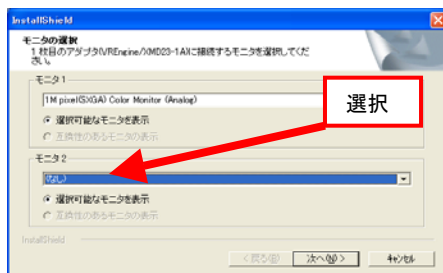 InstallShield
モニタの選択
1 枚目のアダプタ(VREngine/XMD23-1A)に接続するモニタを選択してくだ
さい。
モニタ 1
1M pixel(SXGA) Color Monitor (Analog)
選択可能なモニタを表示
互換性のあるモニタの表示
選択
モニタ 2
(なし)
選択可能なモニタを表示
互換性のあるモニタの表示
InstallShield
< 戻る(B)
次へ(N) >
キャンセル